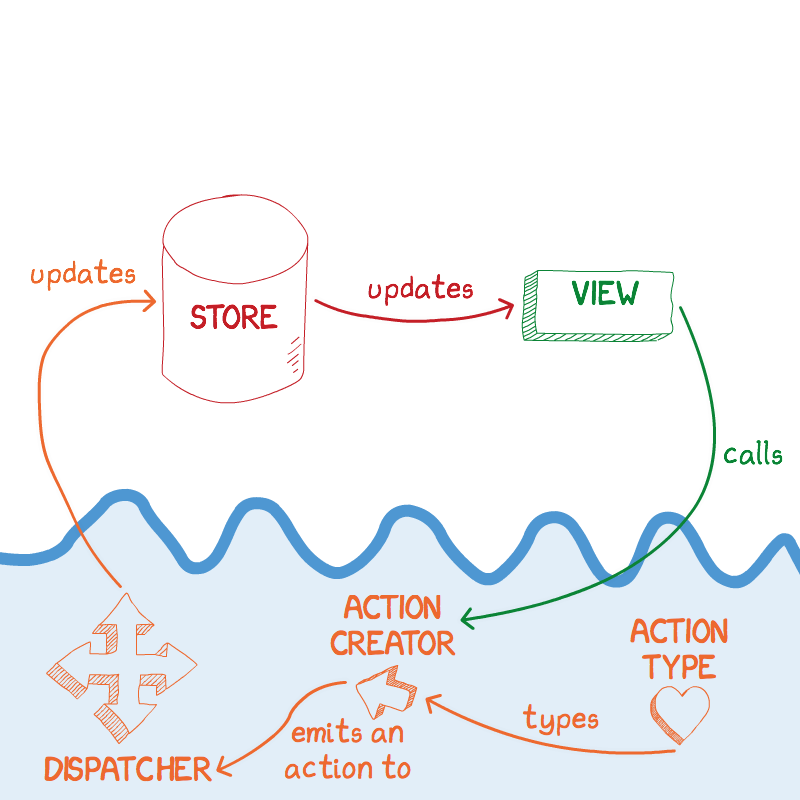 updates
updates
STORE
VIEW
calls
ACTION
CREATOR
ACTION
TYPE
types
emits an
action to
DISPATCHER